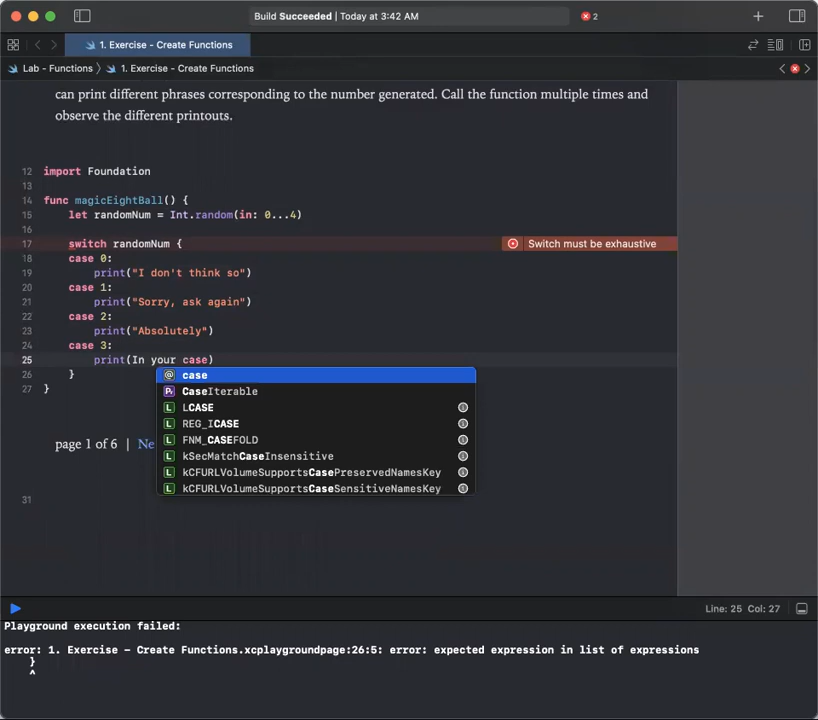 Build Succeeded | Today at 3:42 AM
2
1. Exercise - Create Functions
Lab - Functions 〉 1. Exercise - Create Functions
can print different phrases corresponding to the number generated. Call the function multiple times and
observe the different printouts.
12 import Foundation
13
14 func magicEightBall() {
15 let randomNum = Int.random(in: 0...4)
16
17 switch randomNum { Switch must be exhaustive
18 case 0:
19 print("I don't think so")
20 case 1:
21 print("Sorry, ask again")
22 case 2:
23 print("Absolutely")
24 case 3:
25 print(In your case)
26 }
27 }
case
Pr CaseIterable
L LCASE
L REG_ICASE
L FNM_CASEFOLD
L kSecMatchCaseInsensitive
L kCFURLVolumeSupportsCasePreservedNamesKey
L kCFURLVolumeSupportsCaseSensitiveNamesKey
page 1 of 6 | Ne
31
Line: 25 Col: 27
Playground execution failed:
error: 1. Exercise - Create Functions.xcplaygroundpage:26:5: error: expected expression in list of expressions
}
^